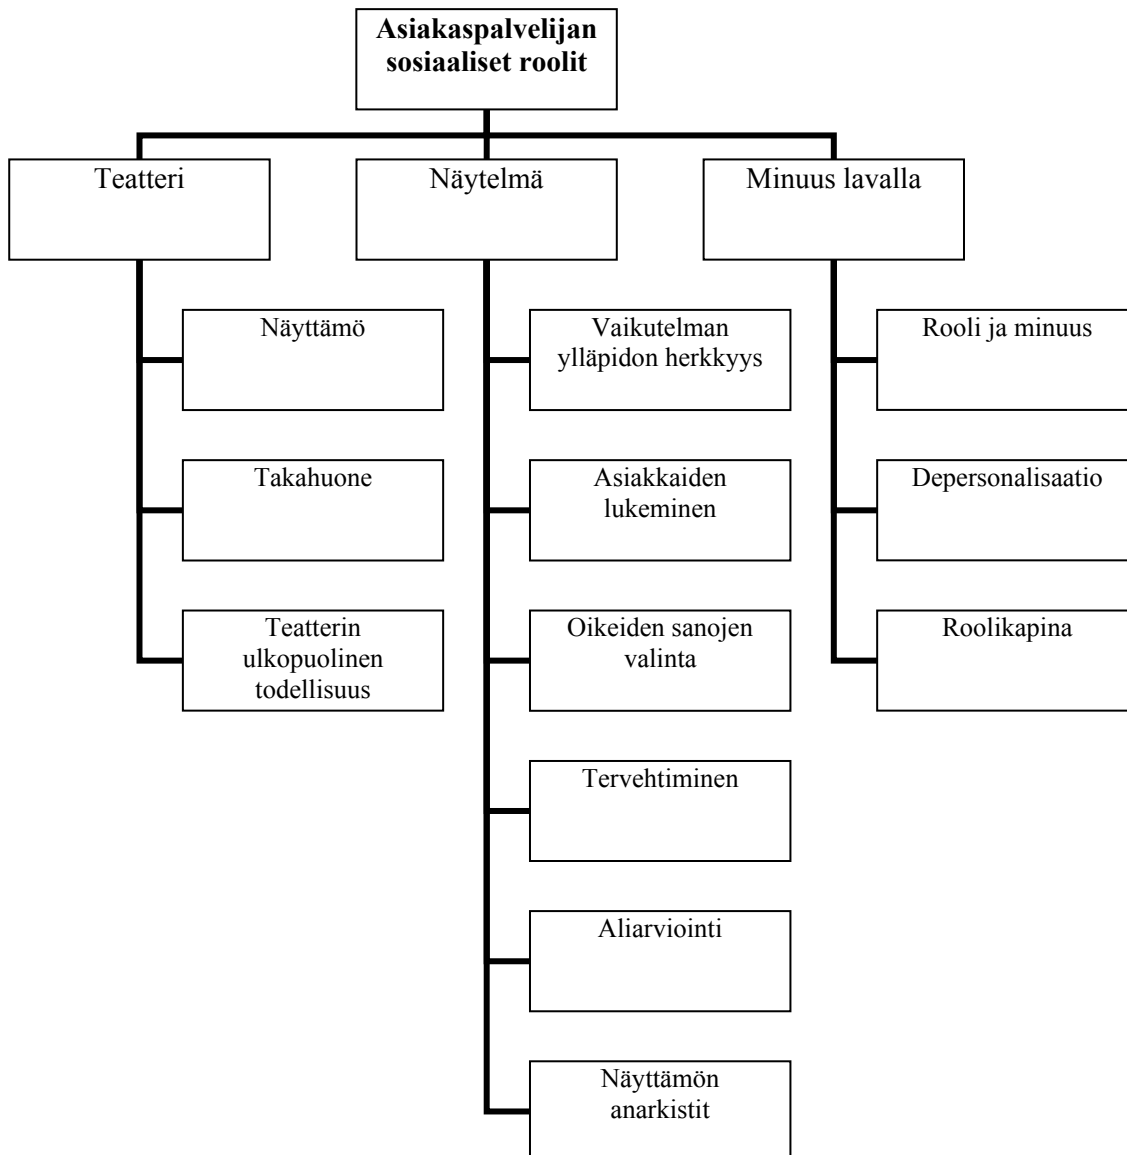 Asiakaspalvelijan
sosiaaliset roolit
Teatteri
Näytelmä
Minuus lavalla
Näyttämö
Vaikutelman
ylläpidon herkkyys
Rooli ja minuus
Takahuone
Asiakkaiden
lukeminen
Depersonalisaatio
Teatterin
ulkopuolinen
todellisuus
Oikeiden sanojen
valinta
Roolikapina
Tervehtiminen
Aliarviointi
Näyttämön
anarkistit